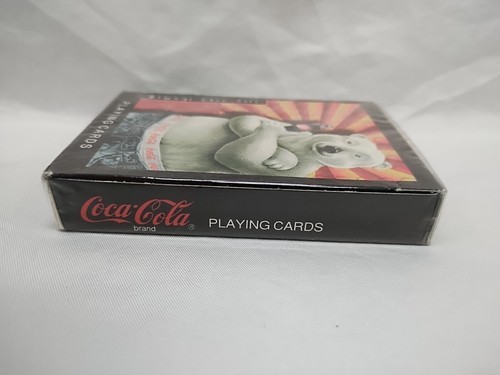 PLAYING CARDS
Coca-Cola
brand ®
PLAYING CARDS